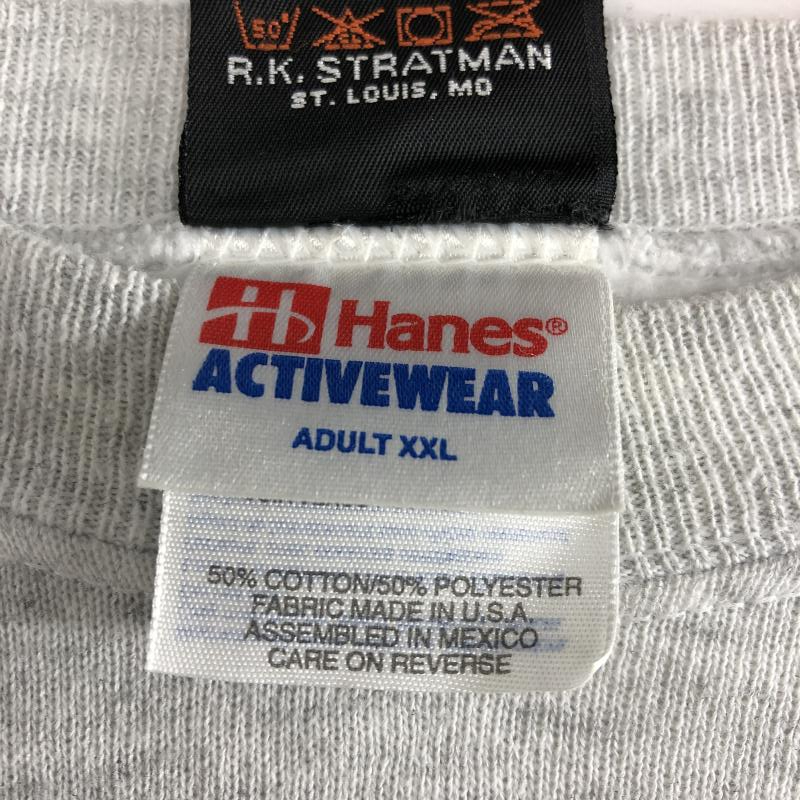 50°
R.K. STRATMAN
ST. LOUIS, MO
Hanes®
ACTIVEWEAR
ADULT XXL
50% COTTON/50% POLYESTER
FABRIC MADE IN U.S.A.
ASSEMBLED IN MEXICO
CARE ON REVERSE